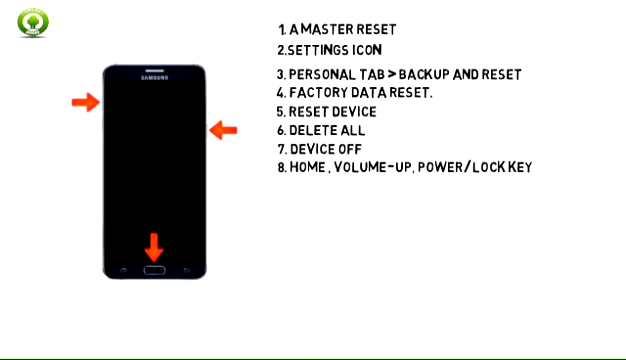 1. A MASTER RESET
2.SETTINGS ICON
3. PERSONAL TAB > BACKUP AND RESET
4. FACTORY DATA RESET.
5. RESET DEVICE
6. DELETE ALL
7. DEVICE OFF
8. HOME , VOLUME-UP, POWER/LOCK KEY
SAMSUNG